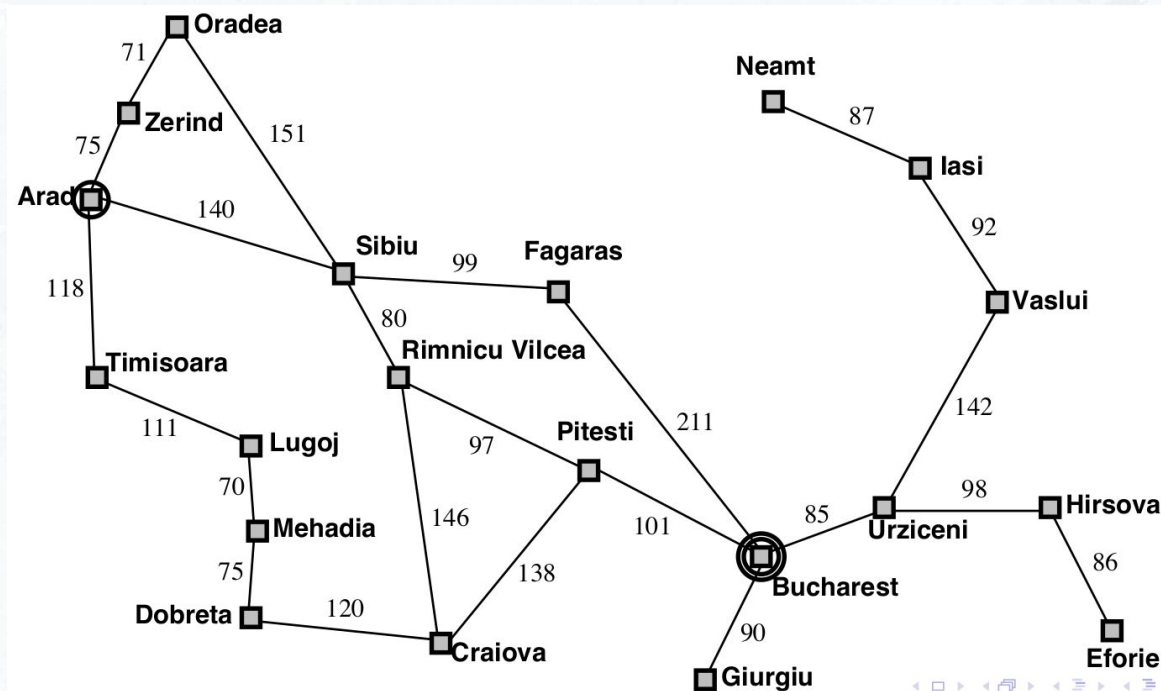 Oradea
71
Neamt
Zerind
87
151
75
Iasi
Arad
140
92
Sibiu
Fagaras
99
118
Vaslui
80
Rimnicu Vilcea
Timisoara
142
211
111
Pitesti
Lugoj
97
70
98
Hirsova
146
101
85
Mehadia
Urziceni
86
75
138
Bucharest
Dobreta
120
90
Craiova
Eforie
Giurgiu